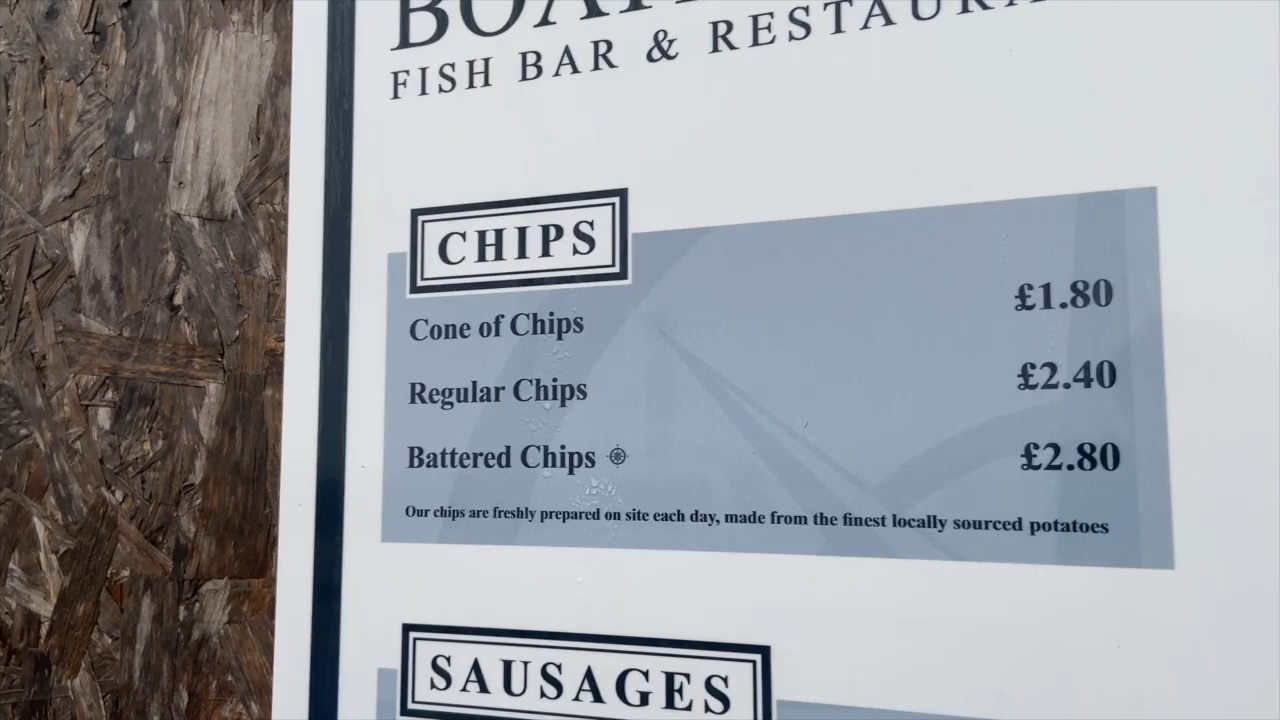 FISH BAR & RESTAURA
CHIPS
Cone of Chips £1.80
Regular Chips £2.40
Battered Chips £2.80
Our chips are freshly prepared on site each day, made from the finest locally sourced potatoes
SAUSAGES